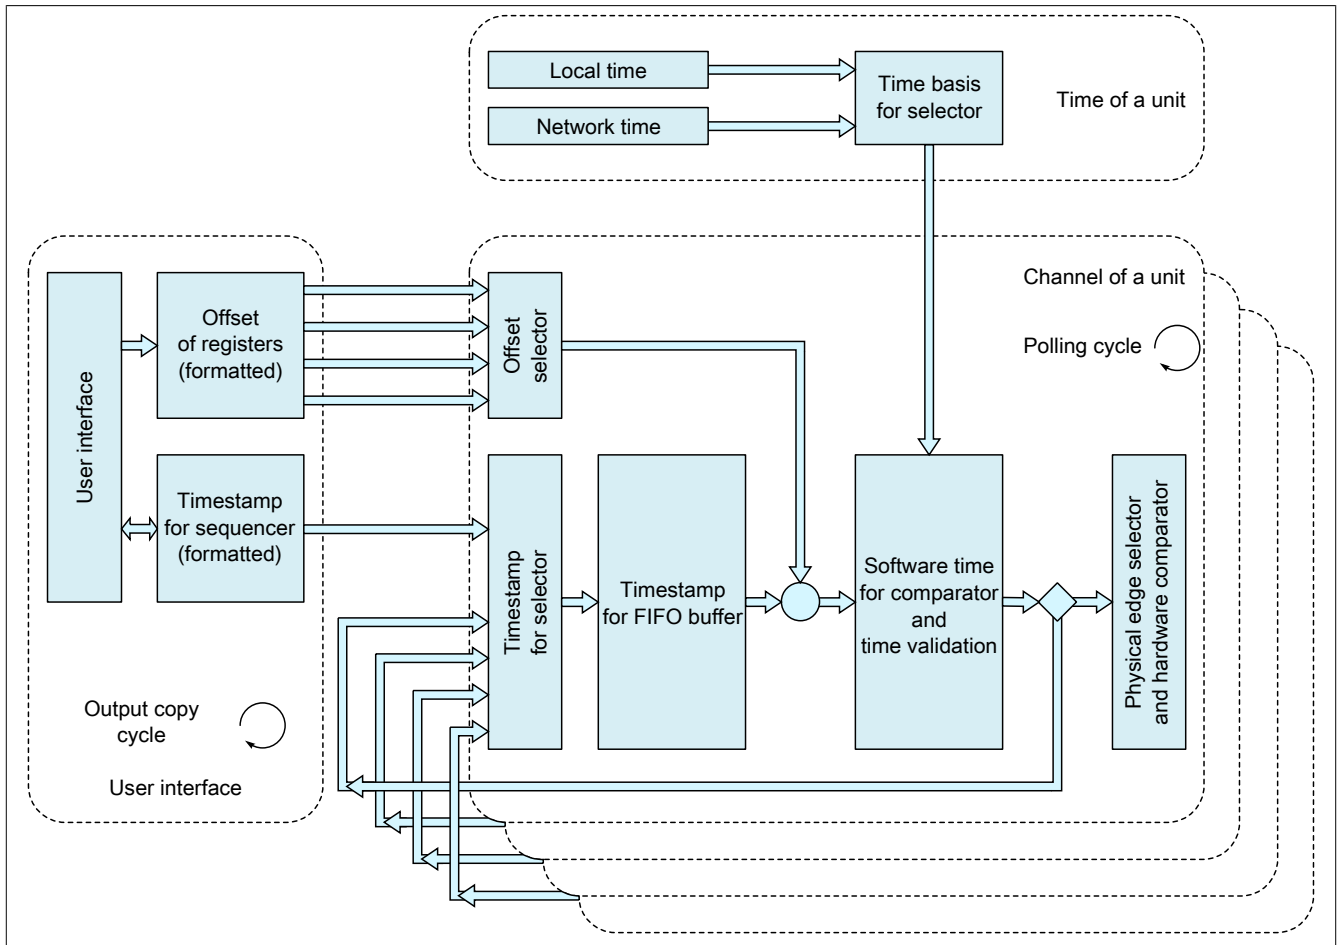 Local time
Network time
Time basis
for selector
Time of a unit
Channel of a unit
Polling cycle
User interface
Offset
of registers
(formatted)
Timestamp
for sequencer
(formatted)
Output copy
cycle
User interface
Offset
selector
Timestamp
for selector
Timestamp
for FIFO buffer
Software time
for comparator
and
time validation
Physical edge selector
and hardware comparator